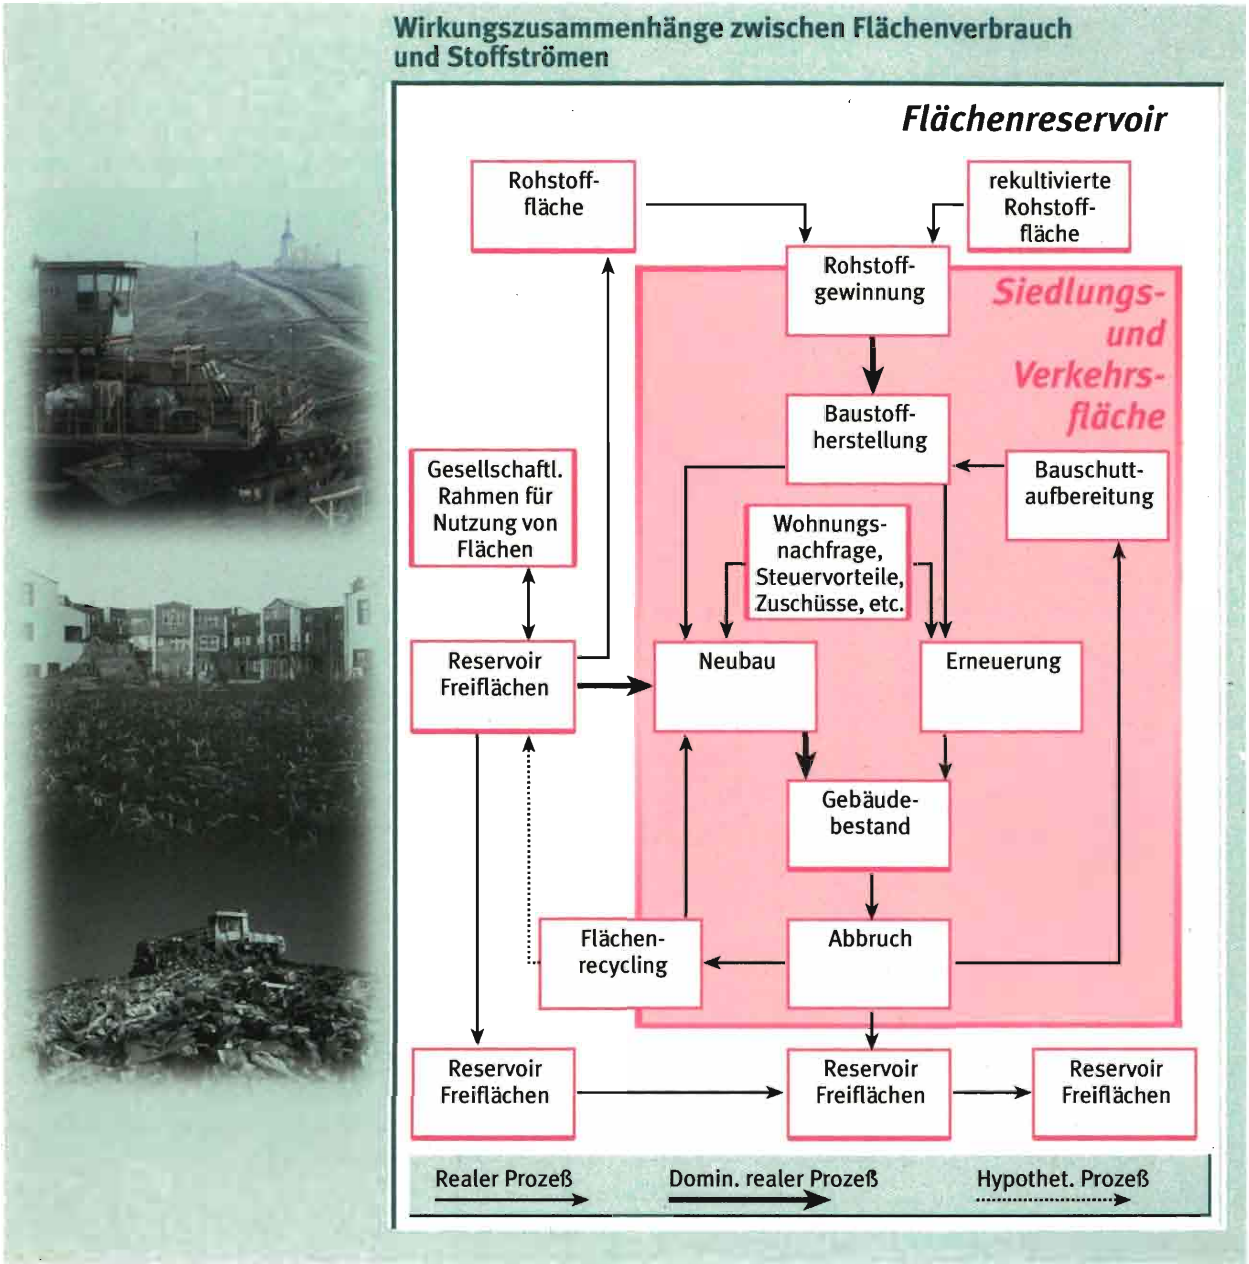 Wirkungszusammenhänge zwischen Flächenverbrauch
und Stoffströmen
Flächenreservoir
Rohstoff-
fläche
rekultivierte
Rohstoff-
fläche
Rohstoff-
gewinnung
Siedlungs-
und
Verkehrs-
fläche
Baustoff-
herstellung
Bauschutt-
aufbereitung
Gesellschaftl.
Rahmen für
Nutzung von
Flächen
Wohnungs-
nachfrage,
Steuervorteile,
Zuschüsse, etc.
Reservoir
Freiflächen
Neubau
Erneuerung
Gebäude-
bestand
Flächen-
recycling
Abbruch
Reservoir
Freiflächen
Reservoir
Freiflächen
Reservoir
Freiflächen
Realer Prozeß
Domin. realer Prozeß
Hypothet. Prozeß